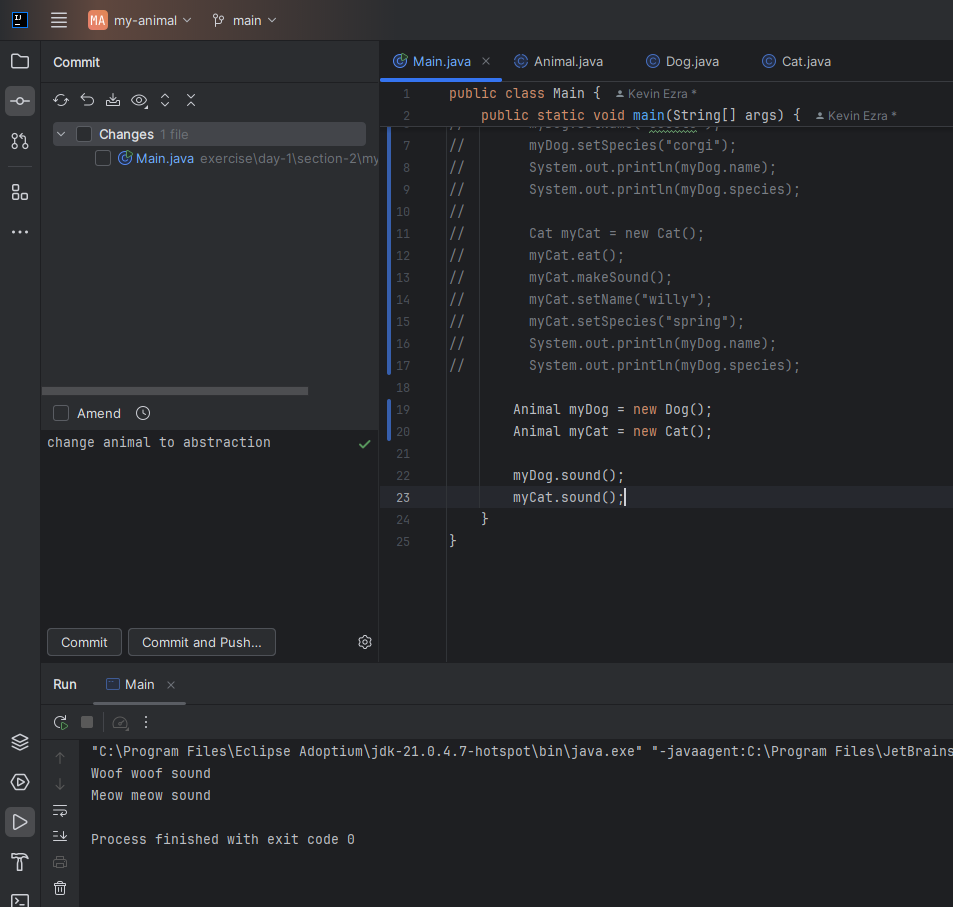 MA my-animal main
Commit
Changes 1 file
Main.java exercise\day-1\section-2\my
Amend
change animal to abstraction
Commit Commit and Push...
Main.java Animal.java Dog.java Cat.java
1 public class Main { Kevin Ezra *
2 public static void main(String[] args) { Kevin Ezra *
7 // myDog.setSpecies("corgi");
8 // System.out.println(myDog.name);
9 // System.out.println(myDog.species);
10 //
11 // Cat myCat = new Cat();
12 // myCat.eat();
13 // myCat.makeSound();
14 // myCat.setName("willy");
15 // myCat.setSpecies("spring");
16 // System.out.println(myDog.name);
17 // System.out.println(myDog.species);
18
19 Animal myDog = new Dog();
20 Animal myCat = new Cat();
21
22 myDog.sound();
23 myCat.sound();
24 }
25 }
Run Main
"C:\Program Files\Eclipse Adoptium\jdk-21.0.4.7-hotspot\bin\java.exe" "-javaagent:C:\Program Files\JetBrains
Woof woof sound
Meow meow sound
Process finished with exit code 0